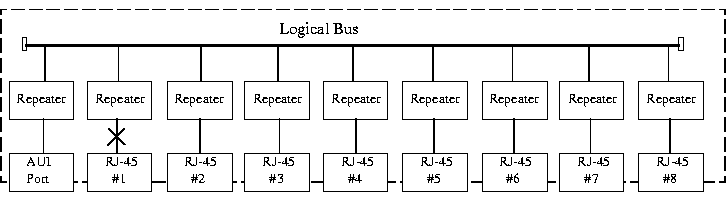 Logical Bus
Repeater Repeater Repeater Repeater Repeater Repeater Repeater Repeater Repeater
AUI RJ-45 RJ-45 RJ-45 RJ-45 RJ-45 RJ-45 RJ-45 RJ-45
Port #1 #2 #3 #4 #5 #6 #7 #8